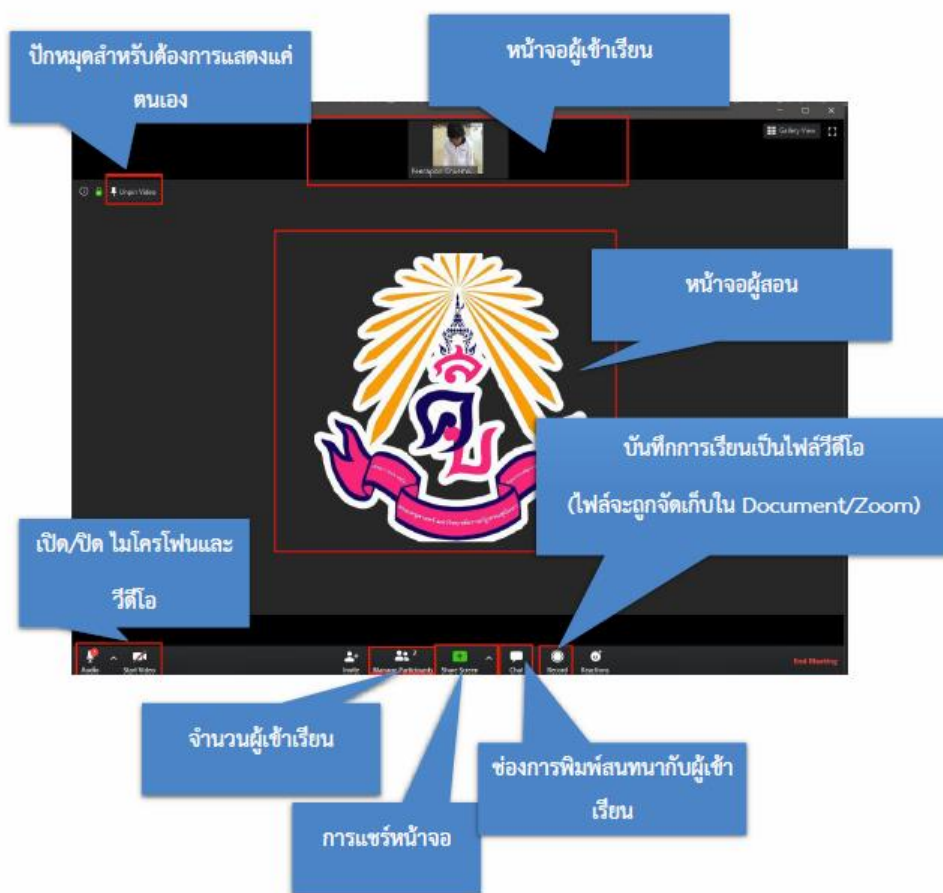 ปักหมุดสำหรับต้องการแสดงแค่
ตนเอง
หน้าจอผู้เข้าเรียน
Gallery View
Unpin Video
หน้าจอผู้สอน
บันทึกการเรียนเป็นไฟล์วีดีโอ
(ไฟล์จะถูกจัดเก็บใน Document/Zoom)
เปิด/ปิด ไมโครโฟนและ
วีดีโอ
Audio
Start Video
Invite
2
Manage Participants
Share Screen
Chat
Record
Reactions
End Meeting
จำนวนผู้เข้าเรียน
ช่องการพิมพ์สนทนากับผู้เข้า
เรียน
การแชร์หน้าจอ